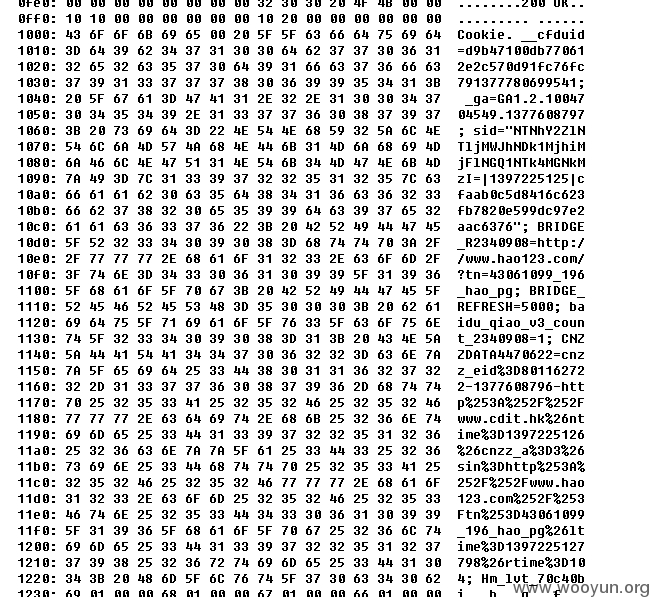 0fe0: 00 00 00 00 00 00 00 00 32 30 30 20 4F 4B 00 00 ........200 OK..
0ff0: 10 10 00 00 00 00 00 00 10 20 00 00 00 00 00 00 ......... ......
1000: 43 6F 6F 6B 69 65 00 20 5F 5F 63 66 64 75 69 64 Cookie. __cfduid
1010: 3D 64 39 62 34 37 31 30 30 64 62 37 37 30 36 31 =d9b47100db77061
1020: 32 65 32 63 35 37 30 64 39 31 66 63 37 36 66 63 2e2c570d91fc76fc
1030: 37 39 31 33 37 37 37 38 30 36 39 39 35 34 31 3B 791377780699541;
1040: 20 5F 67 61 3D 47 41 31 2E 32 2E 31 30 30 34 37 _ga=GA1.2.10047
1050: 30 34 35 34 39 2E 31 33 37 37 36 30 38 37 39 37 04549.1377608797
1060: 3B 20 73 69 64 3D 22 4E 54 4E 68 59 32 5A 6C 4E ; sid="NTNhY2ZlN
1070: 54 6C 6A 4D 57 4A 68 4E 44 6B 31 4D 6A 68 69 4D TljMWJhNDk1MjhiM
1080: 6A 46 6C 4E 47 51 31 4E 54 6B 34 4D 47 4E 6B 4D jFlNGQ1NTk4MGNkM
1090: 7A 49 3D 7C 31 33 39 37 32 32 35 31 32 35 7C 63 zI=|1397225125|c
10a0: 66 61 61 62 30 63 35 64 38 34 31 36 63 36 32 33 faab0c5d8416c623
10b0: 66 62 37 38 32 30 65 35 39 39 64 63 39 37 65 32 fb7820e599dc97e2
10c0: 61 61 63 36 33 37 36 22 3B 20 42 52 49 44 47 45 aac6376"; BRIDGE
10d0: 5F 52 32 33 34 30 39 30 38 3D 68 74 74 70 3A 2F _R2340908=http:/
10e0: 2F 77 77 77 2E 68 61 6F 31 32 33 2E 63 6F 6D 2F /www.hao123.com/
10f0: 3F 74 6E 3D 34 33 30 36 31 30 39 39 5F 31 39 36 ?tn=43061099_196
1100: 5F 68 61 6F 5F 70 67 3B 20 42 52 49 44 47 45 5F _hao_pg; BRIDGE_
1110: 52 45 46 52 45 53 48 3D 35 30 30 30 3B 20 62 61 REFRESH=5000; ba
1120: 69 64 75 5F 71 69 61 6F 5F 76 33 5F 63 6F 75 6E idu_qiao_v3_coun
1130: 74 5F 32 33 34 30 39 30 38 3D 31 3B 20 43 4E 5A t_2340908=1; CNZ
1140: 5A 44 41 54 41 34 34 37 30 36 32 32 3D 63 6E 7A ZDATA4470622=cnz
1150: 7A 5F 65 69 64 25 33 44 38 30 31 31 36 32 37 32 z_eid%3D80116272
1160: 32 2D 31 33 37 37 36 30 38 37 39 36 2D 68 74 74 2-1377608796-htt
1170: 70 25 32 35 33 41 25 32 35 32 46 25 32 35 32 46 p%253A%252F%252F
1180: 77 77 77 2E 63 64 69 74 2E 68 6B 25 32 36 6E 74 www.cdit.hk%26nt
1190: 69 6D 65 25 33 44 31 33 39 37 32 32 35 31 32 36 ime%3D1397225126
11a0: 25 32 36 63 6E 7A 7A 5F 61 25 33 44 33 25 32 36 %26cnzz_a%3D3%26
11b0: 73 69 6E 25 33 44 68 74 74 70 25 32 35 33 41 25 sin%3Dhttp%253A%
11c0: 32 35 32 46 25 32 35 32 46 77 77 77 2E 68 61 6F 252F%252Fwww.hao
11d0: 31 32 33 2E 63 6F 6D 25 32 35 32 46 25 32 35 33 123.com%252F%253
11e0: 46 74 6E 25 32 35 33 44 34 33 30 36 31 30 39 39 Ftn%253D43061099
11f0: 5F 31 39 36 5F 68 61 6F 5F 70 67 25 32 36 6C 74 _196_hao_pg%26lt
1200: 69 6D 65 25 33 44 31 33 39 37 32 32 35 31 32 37 ime%3D1397225127
1210: 37 39 38 25 32 36 72 74 69 6D 65 25 33 44 31 30 798%26rtime%3D10
1220: 34 3B 20 48 6D 5F 6C 76 74 5F 37 30 63 34 30 62 4; Hm_lvt_70c40b
1230: 69 01 00 00 68 01 00 00 67 01 00 00 66 01 00 00
www.wooyun.org